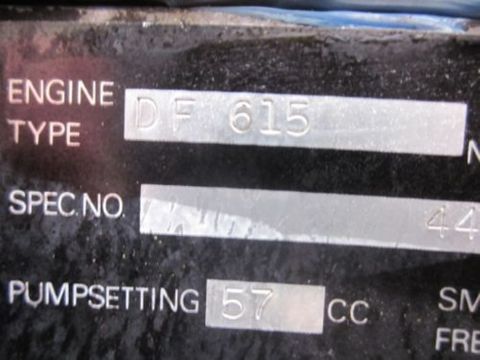 ENGINE TYPE DF 615
SPEC.NO. 44
PUMPSETTING 57 CC
SM
FRE